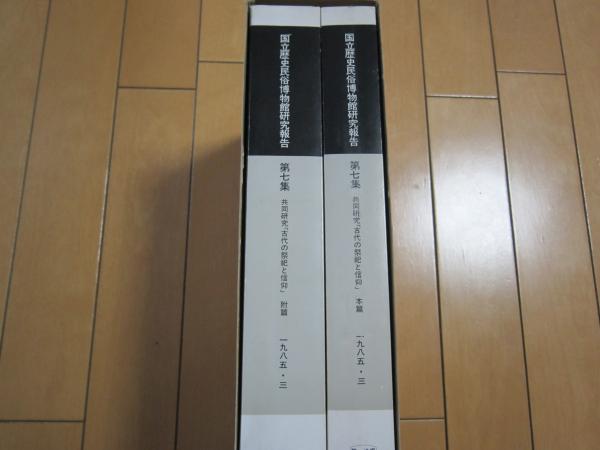 国立歴史民俗博物館研究報告
第七集
共同研究「古代の祭祀と信仰」 本篇
一九八五・三
国立歴史民俗博物館研究報告
第七集
共同研究「古代の祭祀と信仰」 附篇
一九八五・三